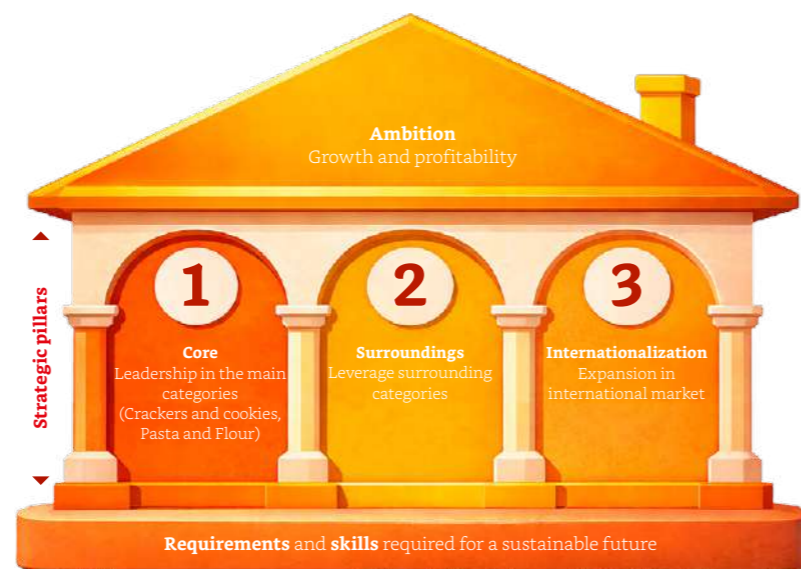 Ambition
Growth and profitability
Strategic pillars
1
Core
Leadership in the main
categories
(Crackers and cookies,
Pasta and Flour)
2
Surroundings
Leverage surrounding
categories
3
Internationalization
Expansion in
international market
Requirements and skills required for a sustainable future